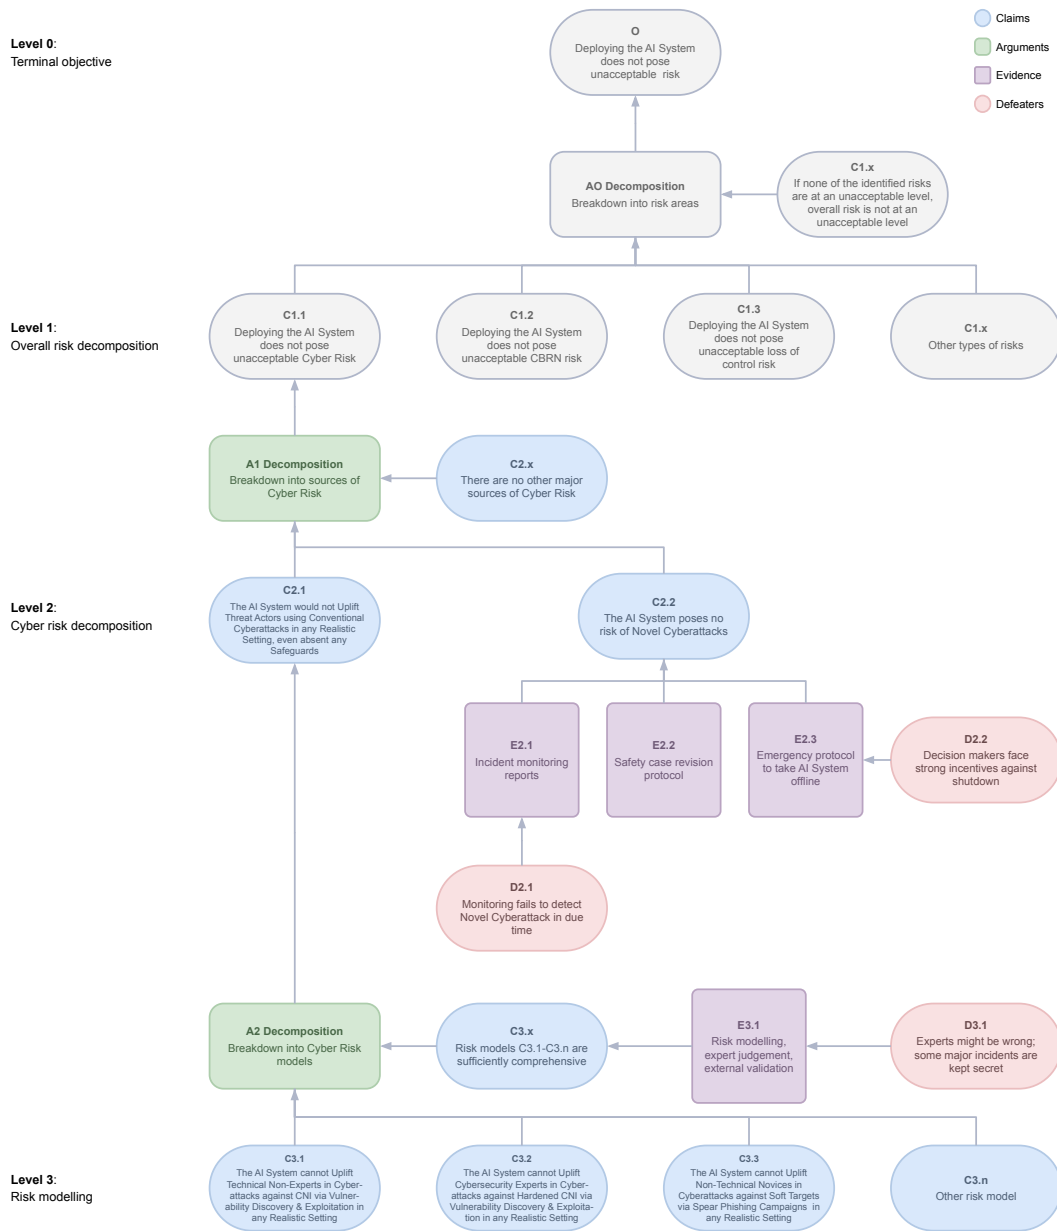 Level 0:
Terminal objective
O
Deploying the AI System
does not pose
unacceptable risk
Claims
Arguments
Evidence
Defeaters
AO Decomposition
Breakdown into risk areas
C1.x
If none of the identified risks
are at an unacceptable level,
overall risk is not at an
unacceptable level
Level 1:
Overall risk decomposition
C1.1
Deploying the AI System
does not pose
unacceptable Cyber Risk
C1.2
Deploying the AI System
does not pose
unacceptable CBRN risk
C1.3
Deploying the AI System
does not pose
unacceptable loss of
control risk
C1.x
Other types of risks
A1 Decomposition
Breakdown into sources of
Cyber Risk
C2.x
There are no other major
sources of Cyber Risk
Level 2:
Cyber risk decomposition
C2.1
The AI System would not Uplift
Threat Actors using Conventional
Cyberattacks in any Realistic
Setting, even absent any
Safeguards
C2.2
The AI System poses no
risk of Novel Cyberattacks
E2.1
Incident monitoring
reports
E2.2
Safety case revision
protocol
E2.3
Emergency protocol
to take AI System
offline
D2.2
Decision makers face
strong incentives against
shutdown
D2.1
Monitoring fails to detect
Novel Cyberattack in due
time
A2 Decomposition
Breakdown into Cyber Risk
models
C3.x
Risk models C3.1-C3.n are
sufficiently comprehensive
E3.1
Risk modelling,
expert judgement,
external validation
D3.1
Experts might be wrong;
some major incidents are
kept secret
Level 3:
Risk modelling
C3.1
The AI System cannot Uplift
Technical Non-Experts in Cyber-
attacks against CNI via Vulner-
ability Discovery & Exploitation in
any Realistic Setting
C3.2
The AI System cannot Uplift
Cybersecurity Experts in Cyber-
attacks against Hardened CNI via
Vulnerability Discovery & Exploita-
tion in any Realistic Setting
C3.3
The AI System cannot Uplift
Non-Technical Novices in
Cyberattacks against Soft Targets
via Spear Phishing Campaigns in
any Realistic Setting
C3.n
Other risk model